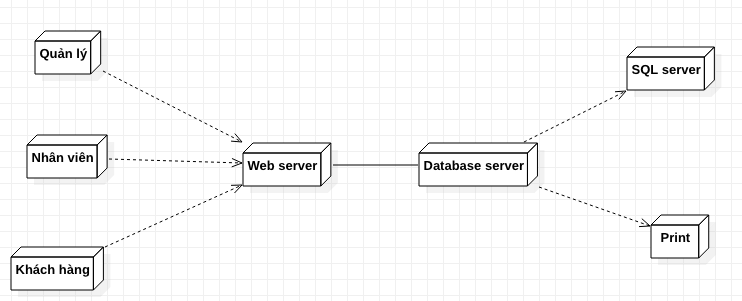 Quản lý
SQL server
Nhân viên
Web server
Database server
Print
Khách hàng